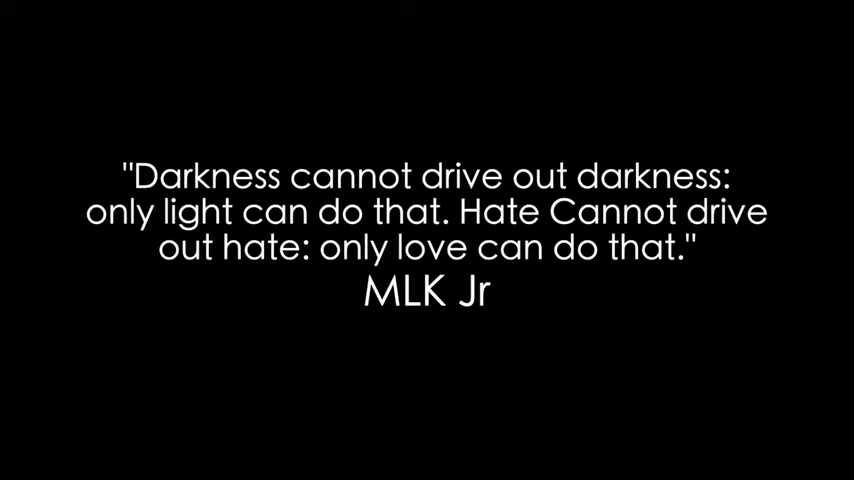 "Darkness cannot drive out darkness:
only light can do that. Hate Cannot drive
out hate: only love can do that."
MLK Jr